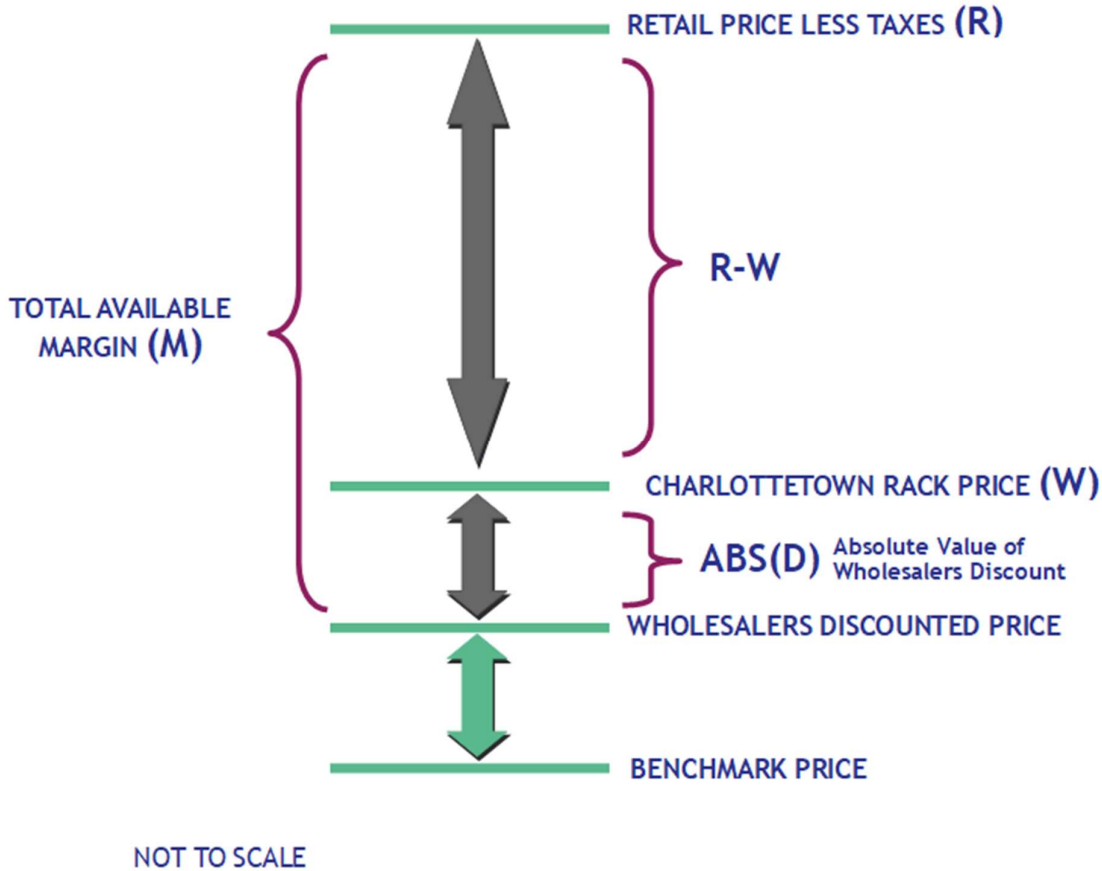 RETAIL PRICE LESS TAXES (R)
R-W
TOTAL AVAILABLE
MARGIN (M)
CHARLOTTETOWN RACK PRICE (W)
ABS(D) Absolute Value of
Wholesalers Discount
WHOLESALERS DISCOUNTED PRICE
BENCHMARK PRICE
NOT TO SCALE